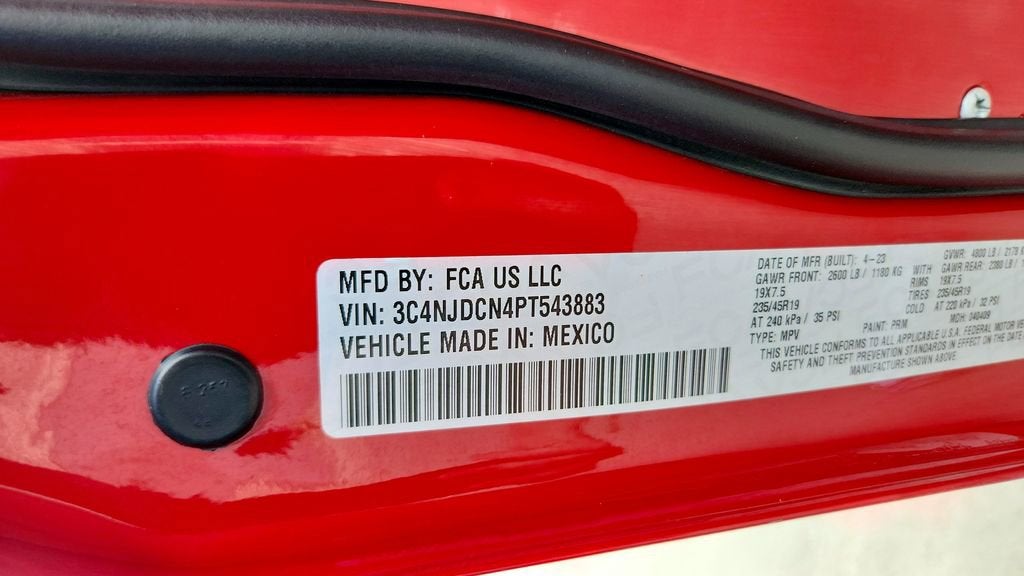 MFD BY: FCA US LLC
VIN: 3C4NJDCN4PT543883
VEHICLE MADE IN: MEXICO
DATE OF MFR (BUILT): 4-23
GVWR: 4800 LB / 2178 K
GAWR FRONT: 2600 LB / 1180 KG WITH GAWR REAR: 2380 LB /
19X7.5 RIMS 19X7.5
235/45R19 TIRES 235/45R19
AT 240 kPa / 35 PSI COLD AT 220 kPa / 32 PSI
TYPE: MPV PAINT: PRM MDH: 040409
THIS VEHICLE CONFORMS TO ALL APPLICABLE U.S.A. FEDERAL MOTOR
SAFETY AND THEFT PREVENTION STANDARDS IN EFFECT ON THE DATE
MANUFACTURE SHOWN ABOVE.